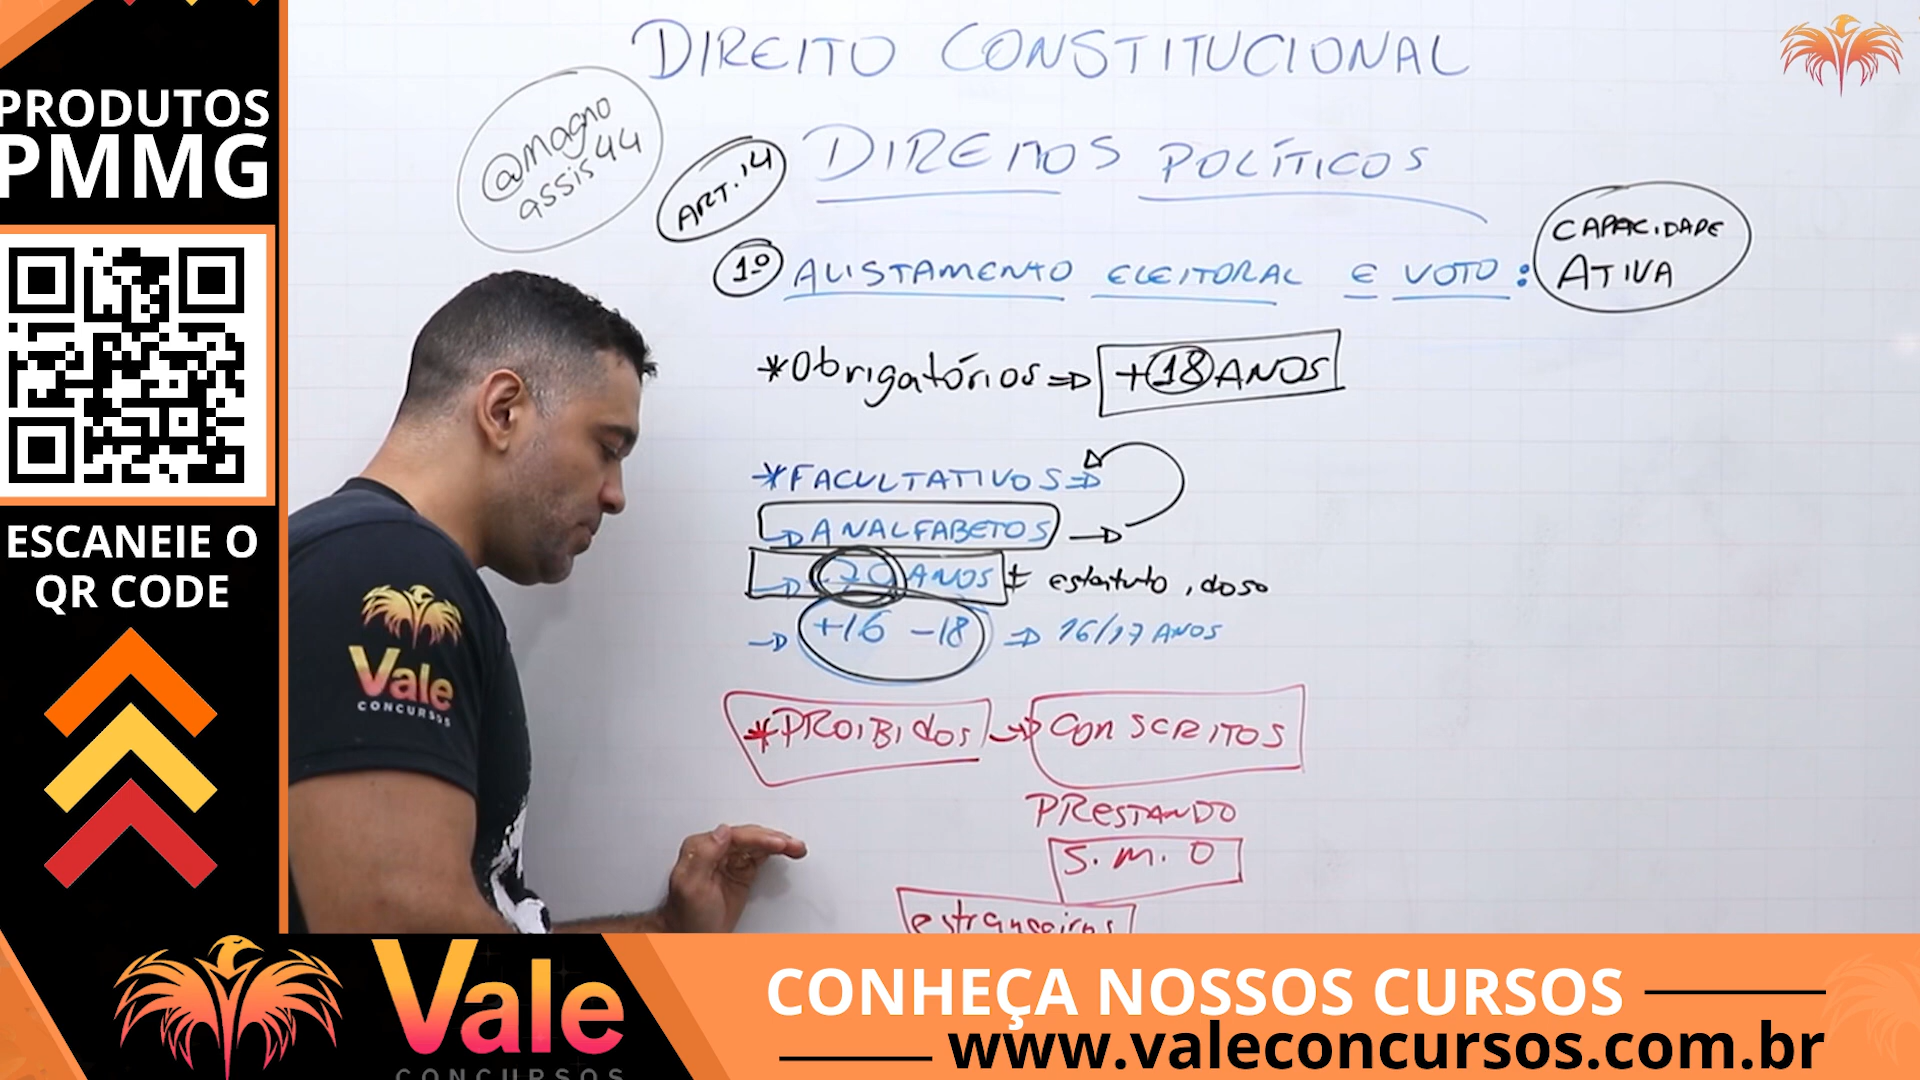 PRODUTOS
PMMG
ESCANEIE O
QR CODE
DIREITO CONSTITUCIONAL
@magno
assis44
ART. 14
DIREITOS POLÍTICOS
1º ALISTAMENTO ELEITORAL E VOTO :
CAPACIDADE
ATIVA
*Obrigatórios ⇒ +18 ANOS
*FACULTATIVOS ⇒
↳ ANALFABETOS →
→ 70 ANOS ≠ estatuto idoso
→ +16 -18 ⇒ 16/17 ANOS
*PROIBIDOS → CONSCRITOS
PRESTANDO
S. M. O
estrangeiros
Vale
CONCURSOS
Vale
CONCURSOS
CONHEÇA NOSSOS CURSOS
www.valeconcursos.com.br